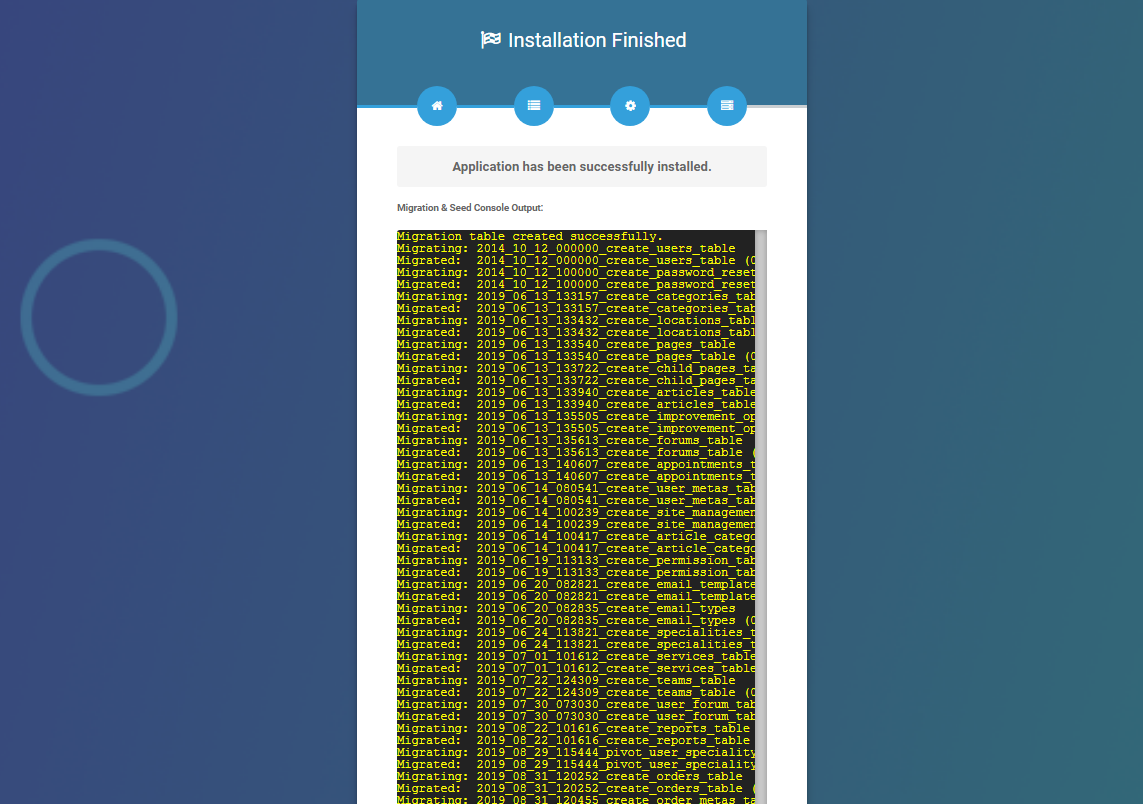 Installation Finished
Application has been successfully installed.
Migration & Seed Console Output:
Migration table created successfully.
Migrating: 2014_10_12_000000_create_users_table
Migrated:  2014_10_12_000000_create_users_table (0
Migrating: 2014_10_12_100000_create_password_reset
Migrated:  2014_10_12_100000_create_password_reset
Migrating: 2019_06_13_133157_create_categories_tab
Migrated:  2019_06_13_133157_create_categories_tab
Migrating: 2019_06_13_133432_create_locations_tabl
Migrated:  2019_06_13_133432_create_locations_tabl
Migrating: 2019_06_13_133540_create_pages_table
Migrated:  2019_06_13_133540_create_pages_table (0
Migrating: 2019_06_13_133722_create_child_pages_ta
Migrated:  2019_06_13_133722_create_child_pages_ta
Migrating: 2019_06_13_133940_create_articles_table
Migrated:  2019_06_13_133940_create_articles_table
Migrating: 2019_06_13_135505_create_improvement_op
Migrated:  2019_06_13_135505_create_improvement_op
Migrating: 2019_06_13_135613_create_forums_table
Migrated:  2019_06_13_135613_create_forums_table (
Migrating: 2019_06_13_140607_create_appointments_t
Migrated:  2019_06_13_140607_create_appointments_t
Migrating: 2019_06_14_080541_create_user_metas_tab
Migrated:  2019_06_14_080541_create_user_metas_tab
Migrating: 2019_06_14_100239_create_site_managemen
Migrated:  2019_06_14_100239_create_site_managemen
Migrating: 2019_06_14_100417_create_article_catego
Migrated:  2019_06_14_100417_create_article_catego
Migrating: 2019_06_19_113133_create_permission_tab
Migrated:  2019_06_19_113133_create_permission_tab
Migrating: 2019_06_20_082821_create_email_template
Migrated:  2019_06_20_082821_create_email_template
Migrating: 2019_06_20_082835_create_email_types
Migrated:  2019_06_20_082835_create_email_types (0
Migrating: 2019_06_24_113821_create_specialities_t
Migrated:  2019_06_24_113821_create_specialities_t
Migrating: 2019_07_01_101612_create_services_table
Migrated:  2019_07_01_101612_create_services_table
Migrating: 2019_07_22_124309_create_teams_table
Migrated:  2019_07_22_124309_create_teams_table (0
Migrating: 2019_07_30_073030_create_user_forum_tab
Migrated:  2019_07_30_073030_create_user_forum_tab
Migrating: 2019_08_22_101616_create_reports_table
Migrated:  2019_08_22_101616_create_reports_table
Migrating: 2019_08_29_115444_pivot_user_speciality
Migrated:  2019_08_29_115444_pivot_user_speciality
Migrating: 2019_08_31_120252_create_orders_table
Migrated:  2019_08_31_120252_create_orders_table (
Migrating: 2019_08_31_120455_create_order_metas_ta